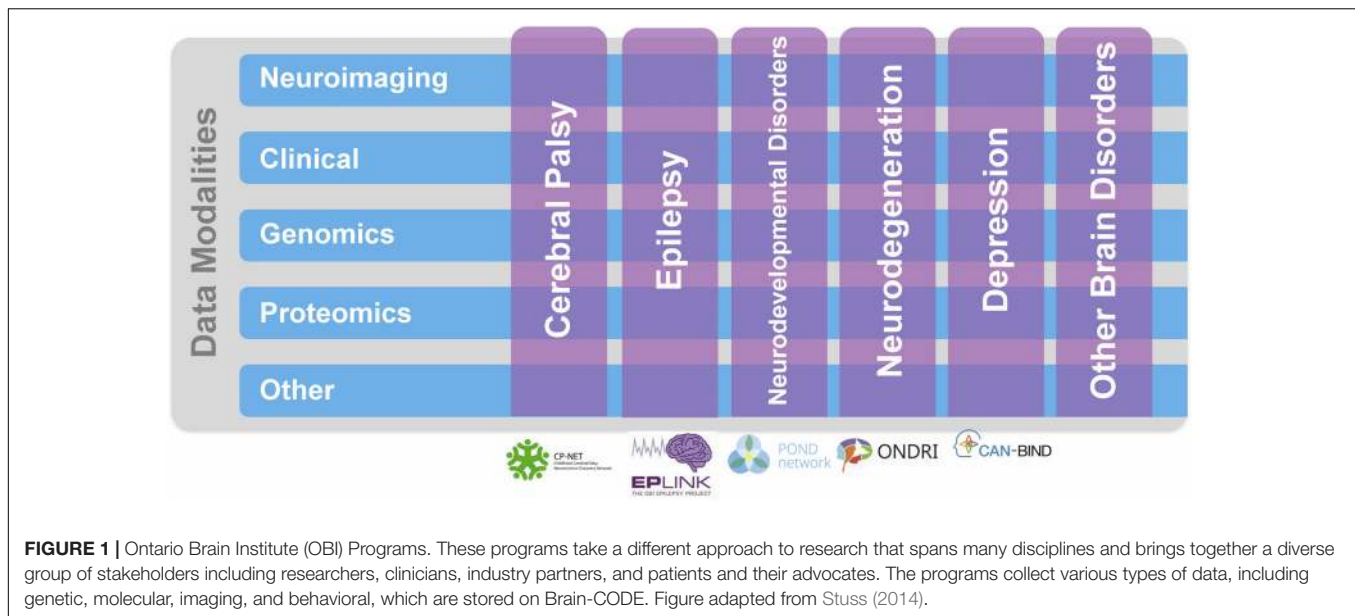 Data Modalities
Neuroimaging
Clinical
Genomics
Proteomics
Other
Cerebral Palsy
Epilepsy
Neurodevelopmental Disorders
Neurodegeneration
Depression
Other Brain Disorders
CP-NET
EPLINK
THE OBI EPILEPSY PROJECT
POND
network
ONDRI
CAN-BIND
FIGURE 1 | Ontario Brain Institute (OBI) Programs. These programs take a different approach to research that spans many disciplines and brings together a diverse
group of stakeholders including researchers, clinicians, industry partners, and patients and their advocates. The programs collect various types of data, including
genetic, molecular, imaging, and behavioral, which are stored on Brain-CODE. Figure adapted from Stuss (2014).